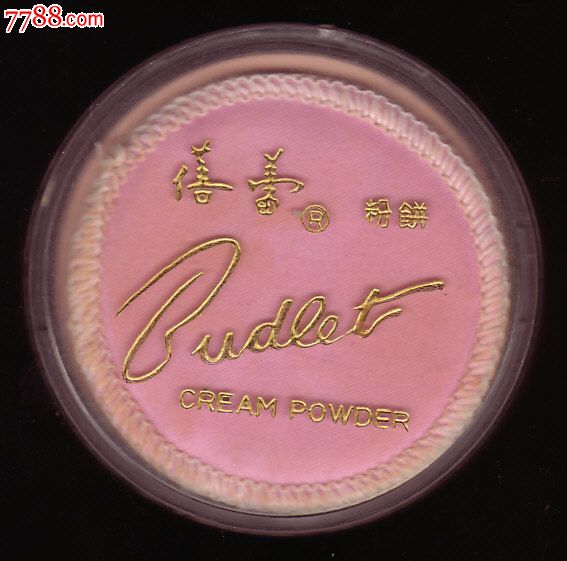 7788.com
蓓蕾® 粉餅
Budlet
CREAM POWDER